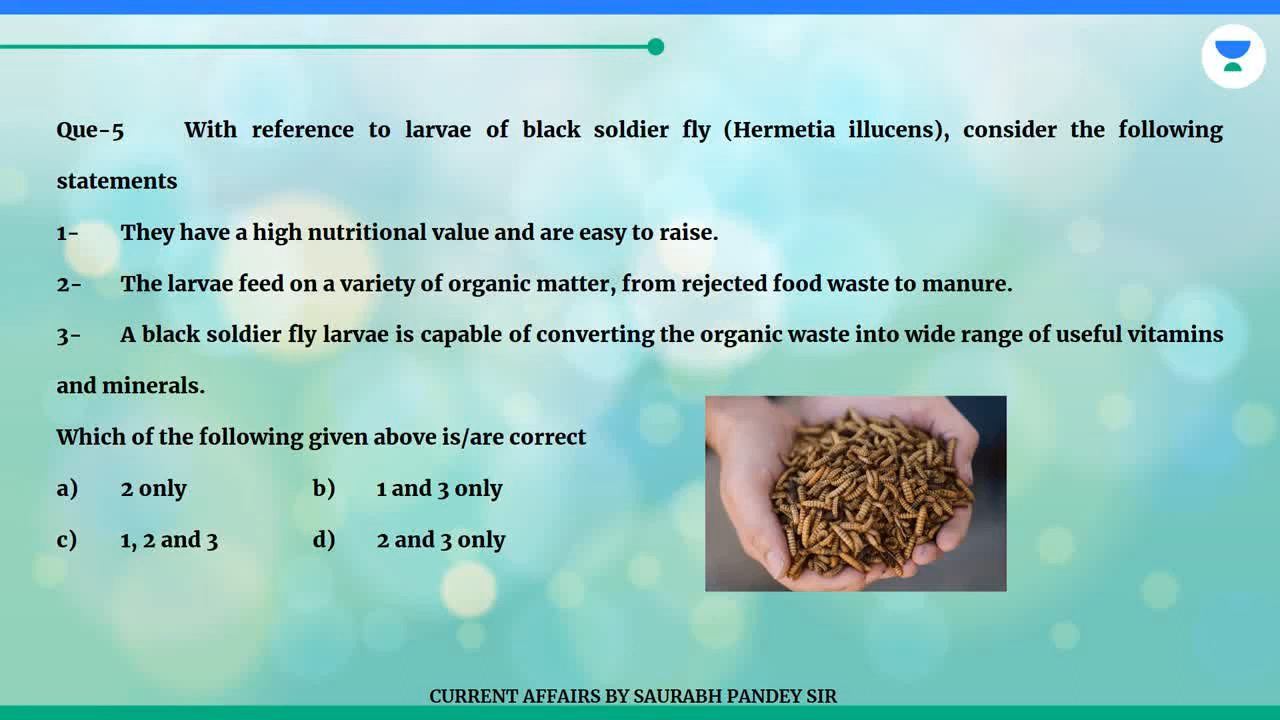 Que-5 With reference to larvae of black soldier fly (Hermetia illucens), consider the following
statements
1- They have a high nutritional value and are easy to raise.
2- The larvae feed on a variety of organic matter, from rejected food waste to manure.
3- A black soldier fly larvae is capable of converting the organic waste into wide range of useful vitamins
and minerals.
Which of the following given above is/are correct
a) 2 only b) 1 and 3 only
c) 1, 2 and 3 d) 2 and 3 only
CURRENT AFFAIRS BY SAURABH PANDEY SIR